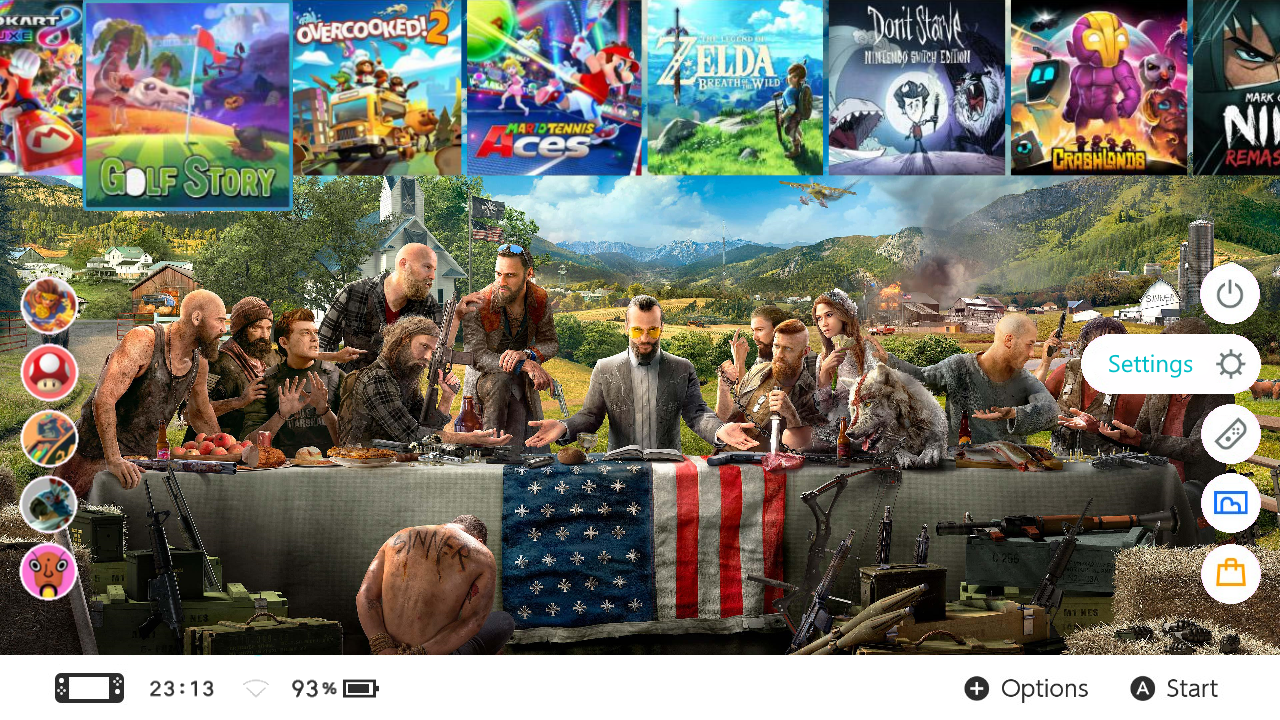 OKART 8
UXE
GOLF STORY
OVERCOOKED! 2
MARIO TENNIS
ACES
THE LEGEND OF
ZELDA
BREATH OF THE WILD
Don't Starve
NINTENDO SWITCH EDITION
CRASHLANDS
MARK O
NIN
REMAS
SINNER
Settings
SINNER
23:13
93%
+ Options
A Start